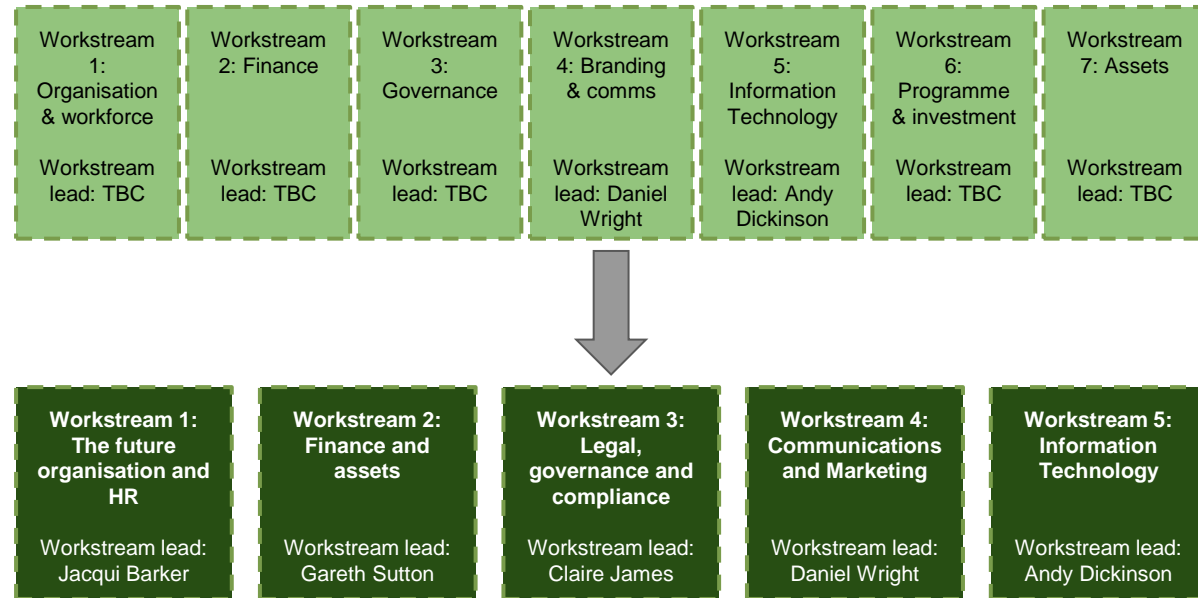 Workstream
1:
Organisation
& workforce
Workstream
lead: TBC
Workstream
2: Finance
Workstream
lead: TBC
Workstream
3:
Governance
Workstream
lead: TBC
Workstream
4: Branding
& comms
Workstream
lead: Daniel
Wright
Workstream
5:
Information
Technology
Workstream
lead: Andy
Dickinson
Workstream
6:
Programme
& investment
Workstream
lead: TBC
Workstream
7: Assets
Workstream
lead: TBC
Workstream 1:
The future
organisation and
HR
Workstream lead:
Jacqui Barker
Workstream 2:
Finance and
assets
Workstream lead:
Gareth Sutton
Workstream 3:
Legal,
governance and
compliance
Workstream lead:
Claire James
Workstream 4:
Communications
and Marketing
Workstream lead:
Daniel Wright
Workstream 5:
Information
Technology
Workstream lead:
Andy Dickinson